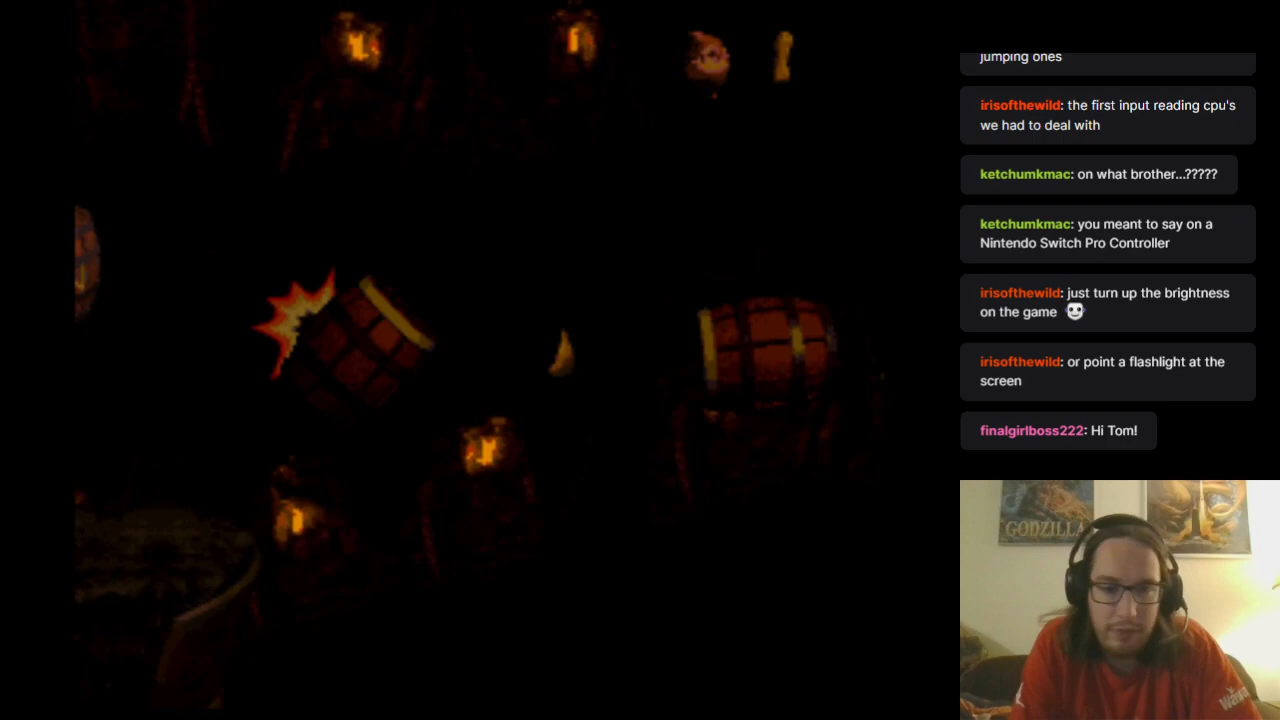 jumping ones
irisofthewild: the first input reading cpu's
we had to deal with
ketchumkmac: on what brother...?????
ketchumkmac: you meant to say on a
Nintendo Switch Pro Controller
irisofthewild: just turn up the brightness
on the game
irisofthewild: or point a flashlight at the
screen
finalgirlboss222: Hi Tom!
GODZILLA